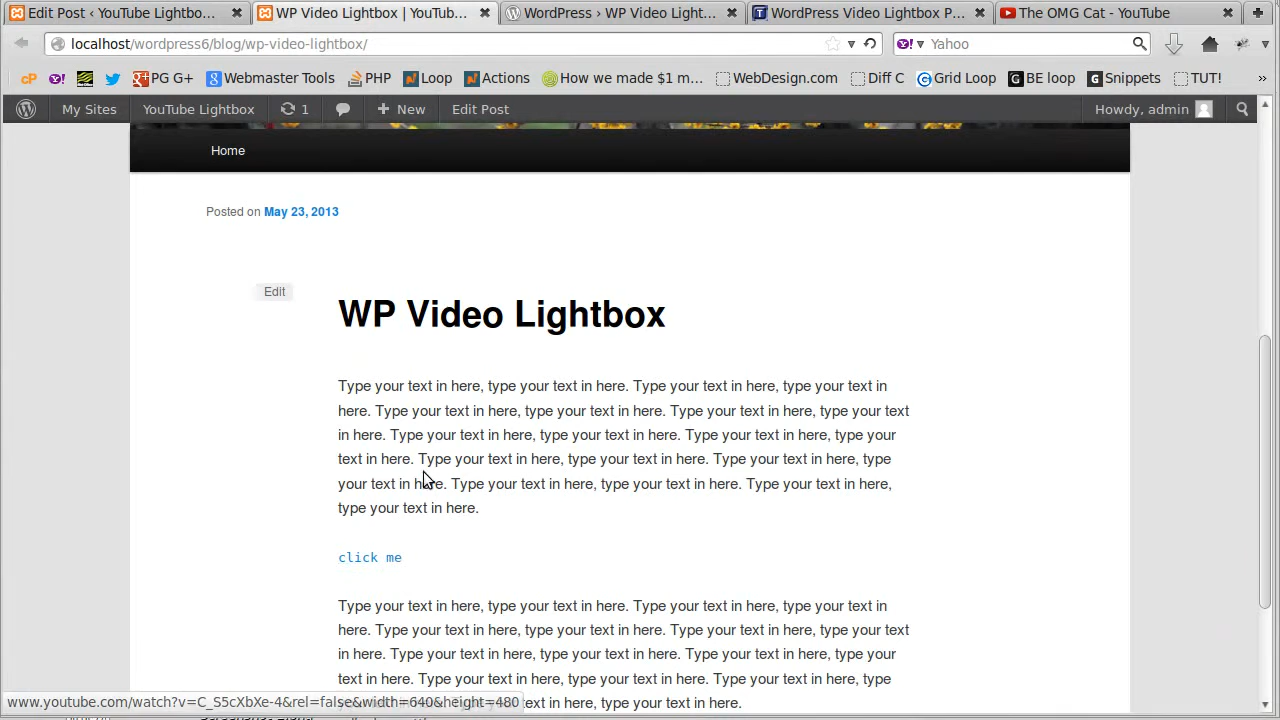 Edit Post ‹ YouTube Lightbo...
WP Video Lightbox | YouTub...
WordPress › WP Video Light...
WordPress Video Lightbox P...
The OMG Cat - YouTube
localhost/wordpress6/blog/wp-video-lightbox/
Yahoo
cP
PG G+
Webmaster Tools
PHP
Loop
Actions
How we made $1 m...
WebDesign.com
Diff C
Grid Loop
BE loop
Snippets
TUT!
»
My Sites
YouTube Lightbox
1
New
Edit Post
Howdy, admin
Home
Posted on May 23, 2013
Edit
WP Video Lightbox
Type your text in here, type your text in here. Type your text in here, type your text in
here. Type your text in here, type your text in here. Type your text in here, type your text
in here. Type your text in here, type your text in here. Type your text in here, type your
text in here. Type your text in here, type your text in here. Type your text in here, type
your text in here. Type your text in here, type your text in here. Type your text in here,
type your text in here.
click me
Type your text in here, type your text in here. Type your text in here, type your text in
here. Type your text in here, type your text in here. Type your text in here, type your text
in here. Type your text in here, type your text in here. Type your text in here, type your
text in here. Type your text in here, type your text in here. Type your text in here, type
text in here, type your text in here.
www.youtube.com/watch?v=C_S5cXbXe-4&rel=false&width=640&height=480